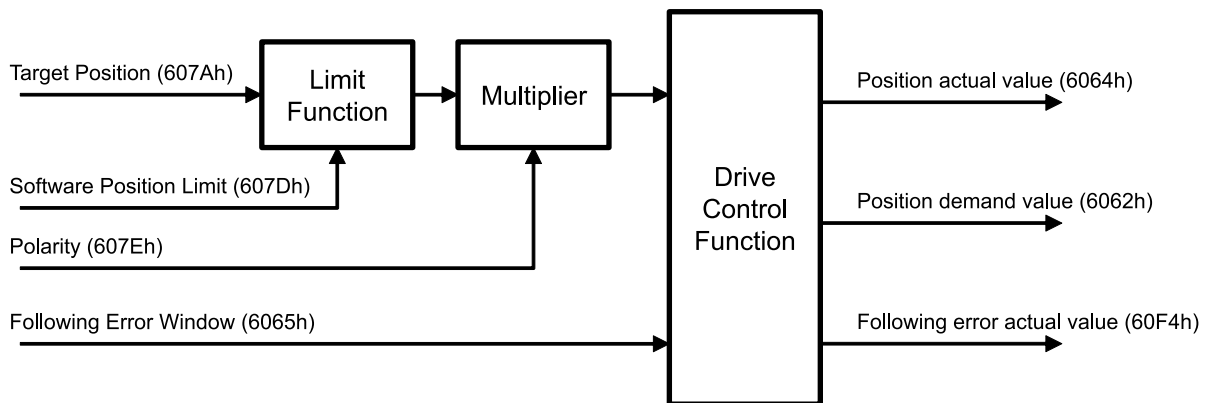 Target Position (607Ah)
Limit
Function
Multiplier
Software Position Limit (607Dh)
Polarity (607Eh)
Following Error Window (6065h)
Drive
Control
Function
Position actual value (6064h)
Position demand value (6062h)
Following error actual value (60F4h)